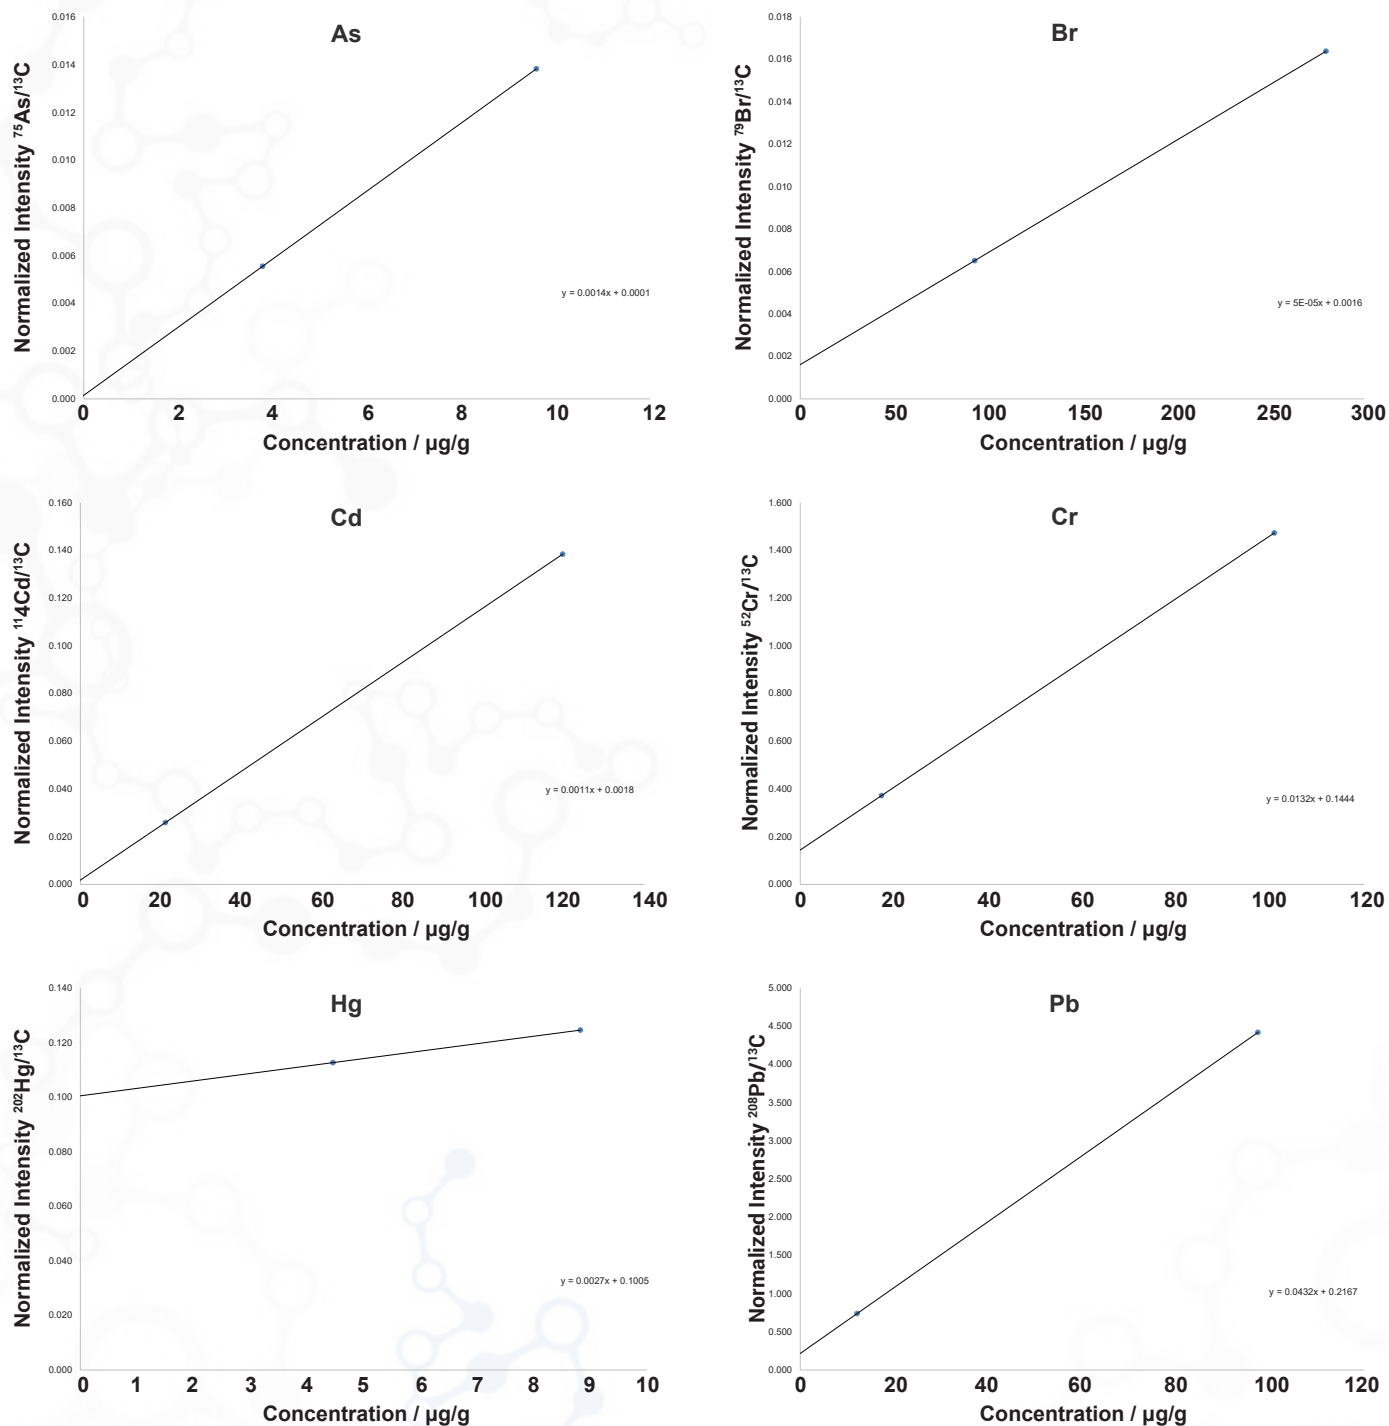 As
Normalized Intensity ⁷⁵As/¹³C
0.016
0.014
0.012
0.010
0.008
0.006
0.004
0.002
0.000
y = 0.0014x + 0.0001
0 2 4 6 8 10 12
Concentration / µg/g
Br
Normalized Intensity ⁷⁹Br/¹³C
0.018
0.016
0.014
0.012
0.010
0.008
0.006
0.004
0.002
0.000
y = 5E-05x + 0.0016
0 50 100 150 200 250 300
Concentration / µg/g
Cd
Normalized Intensity ¹¹4Cd/¹³C
0.160
0.140
0.120
0.100
0.080
0.060
0.040
0.020
0.000
y = 0.0011x + 0.0018
0 20 40 60 80 100 120 140
Concentration / µg/g
Cr
Normalized Intensity ⁵²Cr/¹³C
1.600
1.400
1.200
1.000
0.800
0.600
0.400
0.200
0.000
y = 0.0132x + 0.1444
0 20 40 60 80 100 120
Concentration / µg/g
Hg
Normalized Intensity ²⁰²Hg/¹³C
0.140
0.120
0.100
0.080
0.060
0.040
0.020
0.000
y = 0.0027x + 0.1005
0 1 2 3 4 5 6 7 8 9 10
Concentration / µg/g
Pb
Normalized Intensity ²⁰⁸Pb/¹³C
5.000
4.500
4.000
3.500
3.000
2.500
2.000
1.500
1.000
0.500
0.000
y = 0.0432x + 0.2167
0 20 40 60 80 100 120
Concentration / µg/g